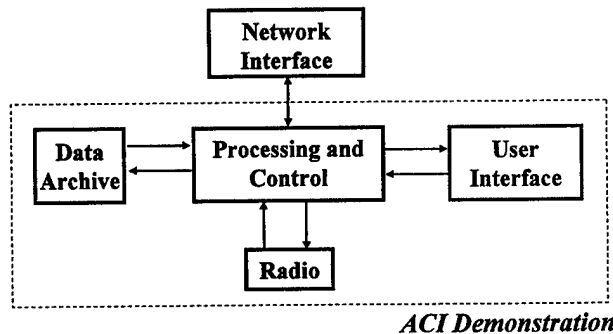 Network
Interface
Data
Archive
Processing and
Control
User
Interface
Radio
ACI Demonstration